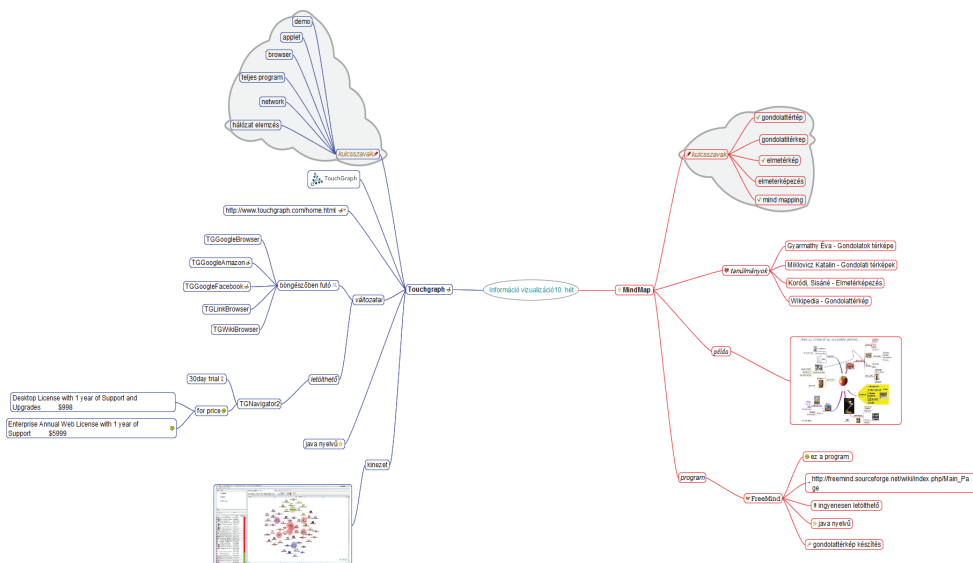 demo
applet
browser
teljes program
network
hálózat elemzés
kulcsszavak
TouchGraph
http://www.touchgraph.com/home.html
TGGoogleBrowser
TGGoogleAmazon
TGGoogleFacebook
TGLinkBrowser
TGWikiBrowser
böngészőben futó
változatai
30day trial
TGNavigator2
letölthető
for price
Desktop License with 1 year of Support and
Upgrades $998
Enterprise Annual Web License with 1 year of
Support $5999
java nyelvű
kinezet
Touchgraph
Információ vizualizáció10. hét
MindMap
kulcsszavak
gondolattértép
gondolatitérkep
elmetérkép
elmeterképezés
mind mapping
tanulmányok
Gyarmathy Éva - Gondolatok térképe
Miklovicz Katalin - Gondolati térképek
Koródi, Sisáné - Elmetérképezés
Wikipedia - Gondolattérkép
példa
program
FreeMind
ez a program
http://freemind.sourceforge.net/wiki/index.php/Main_Pa
ge
ingyenesen letölthető
java nyelvű
gondolattérkép készítés